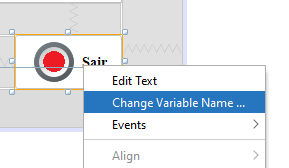 Sair
Edit Text
Change Variable Name ...
Events
Align